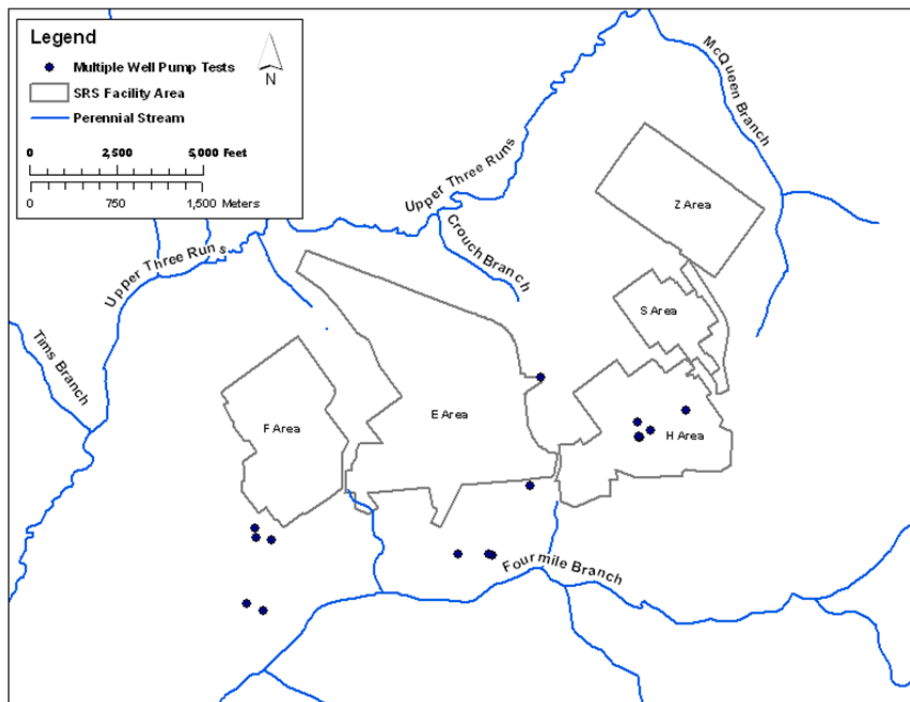 Legend
Multiple Well Pump Tests
N
SRS Facility Area
Perennial Stream
0 2,500 5,000 Feet
0 750 1,500 Meters
McQueen Branch
Upper Three Runs
Z Area
Crouch Branch
Upper Three Runs
S Area
Tims Branch
F Area
E Area
H Area
Fourmile Branch